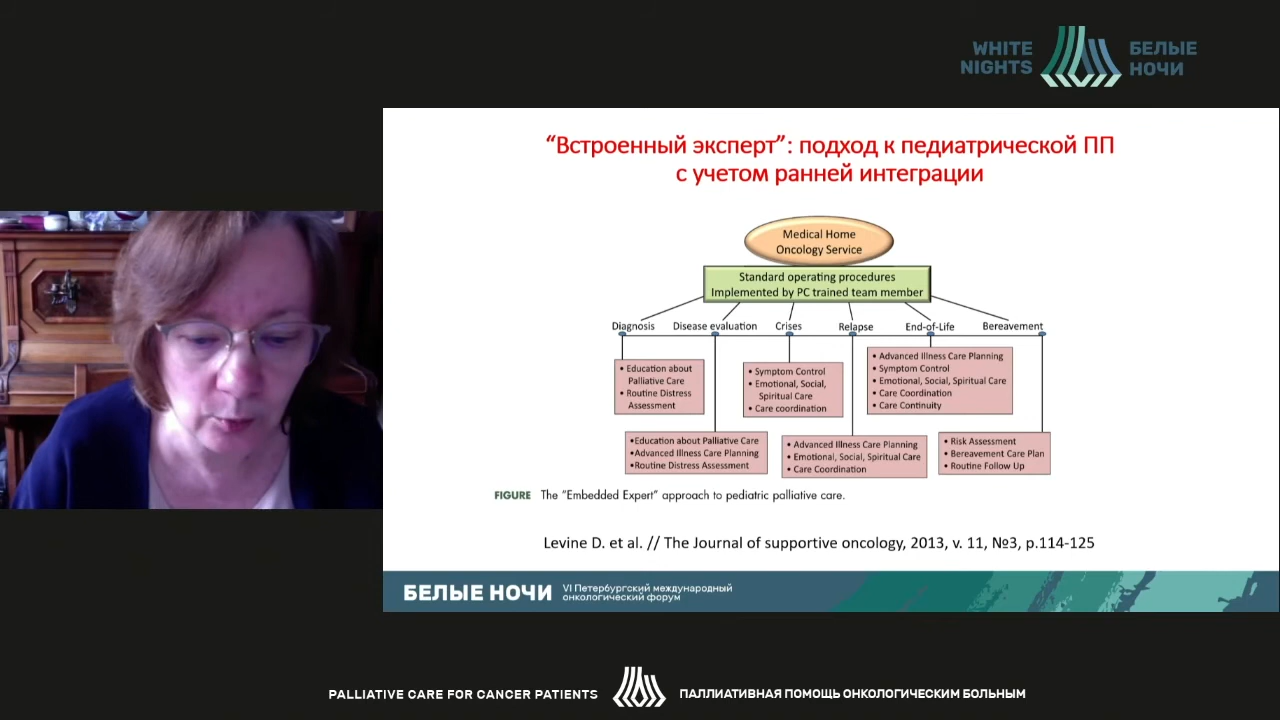 WHITE
NIGHTS
БЕЛЫЕ
НОЧИ
“Встроенный эксперт”: подход к педиатрической ПП
с учетом ранней интеграции
Medical Home
Oncology Service
Standard operating procedures
Implemented by PC trained team member
Diagnosis
Disease evaluation
Crises
Relapse
End-of-Life
Bereavement
• Education about
Palliative Care
• Routine Distress
Assessment
• Symptom Control
• Emotional, Social,
Spiritual Care
• Care coordination
• Advanced Illness Care Planning
• Symptom Control
• Emotional, Social, Spiritual Care
• Care Coordination
• Care Continuity
•Education about Palliative Care
•Advanced Illness Care Planning
•Routine Distress Assessment
• Advanced Illness Care Planning
• Emotional, Social, Spiritual Care
• Care Coordination
• Risk Assessment
• Bereavement Care Plan
• Routine Follow Up
FIGURE The “Embedded Expert” approach to pediatric palliative care.
Levine D. et al. // The Journal of supportive oncology, 2013, v. 11, №3, p.114-125
БЕЛЫЕ НОЧИ
VI Петербургский международный
онкологический форум
PALLIATIVE CARE FOR CANCER PATIENTS
ПАЛЛИАТИВНАЯ ПОМОЩЬ ОНКОЛОГИЧЕСКИМ БОЛЬНЫМ